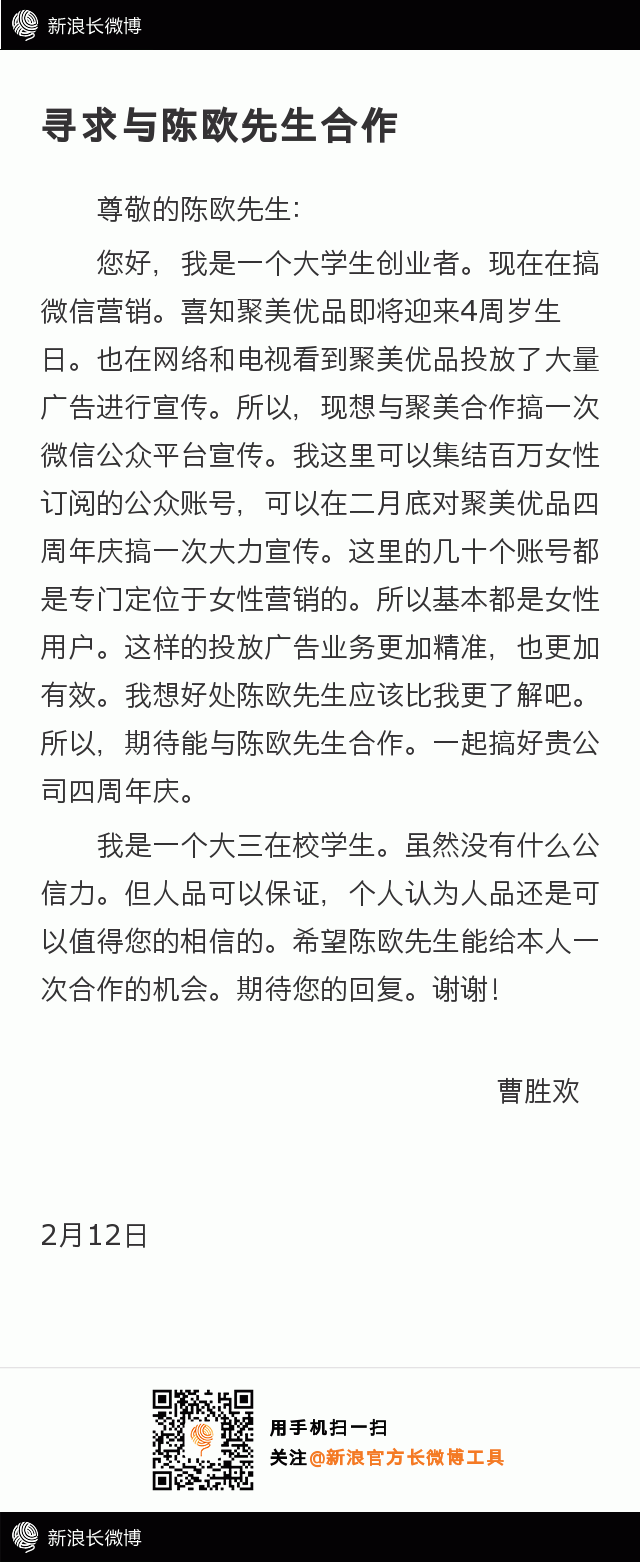 新浪长微博
寻求与陈欧先生合作
尊敬的陈欧先生：
您好，我是一个大学生创业者。现在在搞
微信营销。喜知聚美优品即将迎来4周岁生
日。也在网络和电视看到聚美优品投放了大量
广告进行宣传。所以，现想与聚美合作搞一次
微信公众平台宣传。我这里可以集结百万女性
订阅的公众账号，可以在二月底对聚美优品四
周年庆搞一次大力宣传。这里的几十个账号都
是专门定位于女性营销的。所以基本都是女性
用户。这样的投放广告业务更加精准，也更加
有效。我想好处陈欧先生应该比我更了解吧。
所以，期待能与陈欧先生合作。一起搞好贵公
司四周年庆。
我是一个大三在校学生。虽然没有什么公
信力。但人品可以保证，个人认为人品还是可
以值得您的相信的。希望陈欧先生能给本人一
次合作的机会。期待您的回复。谢谢！
曹胜欢
2月12日
用手机扫一扫
关注@新浪官方长微博工具
新浪长微博